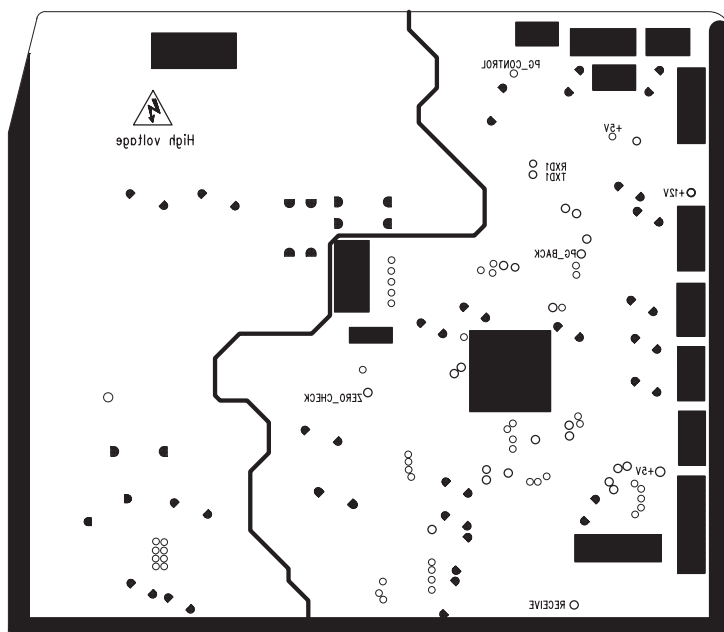 PG_CONTROL
High voltage
+5V
RXD1
TXD1
+12V
PG_BACK
ZERO_CHECK
+5V
RECEIVE